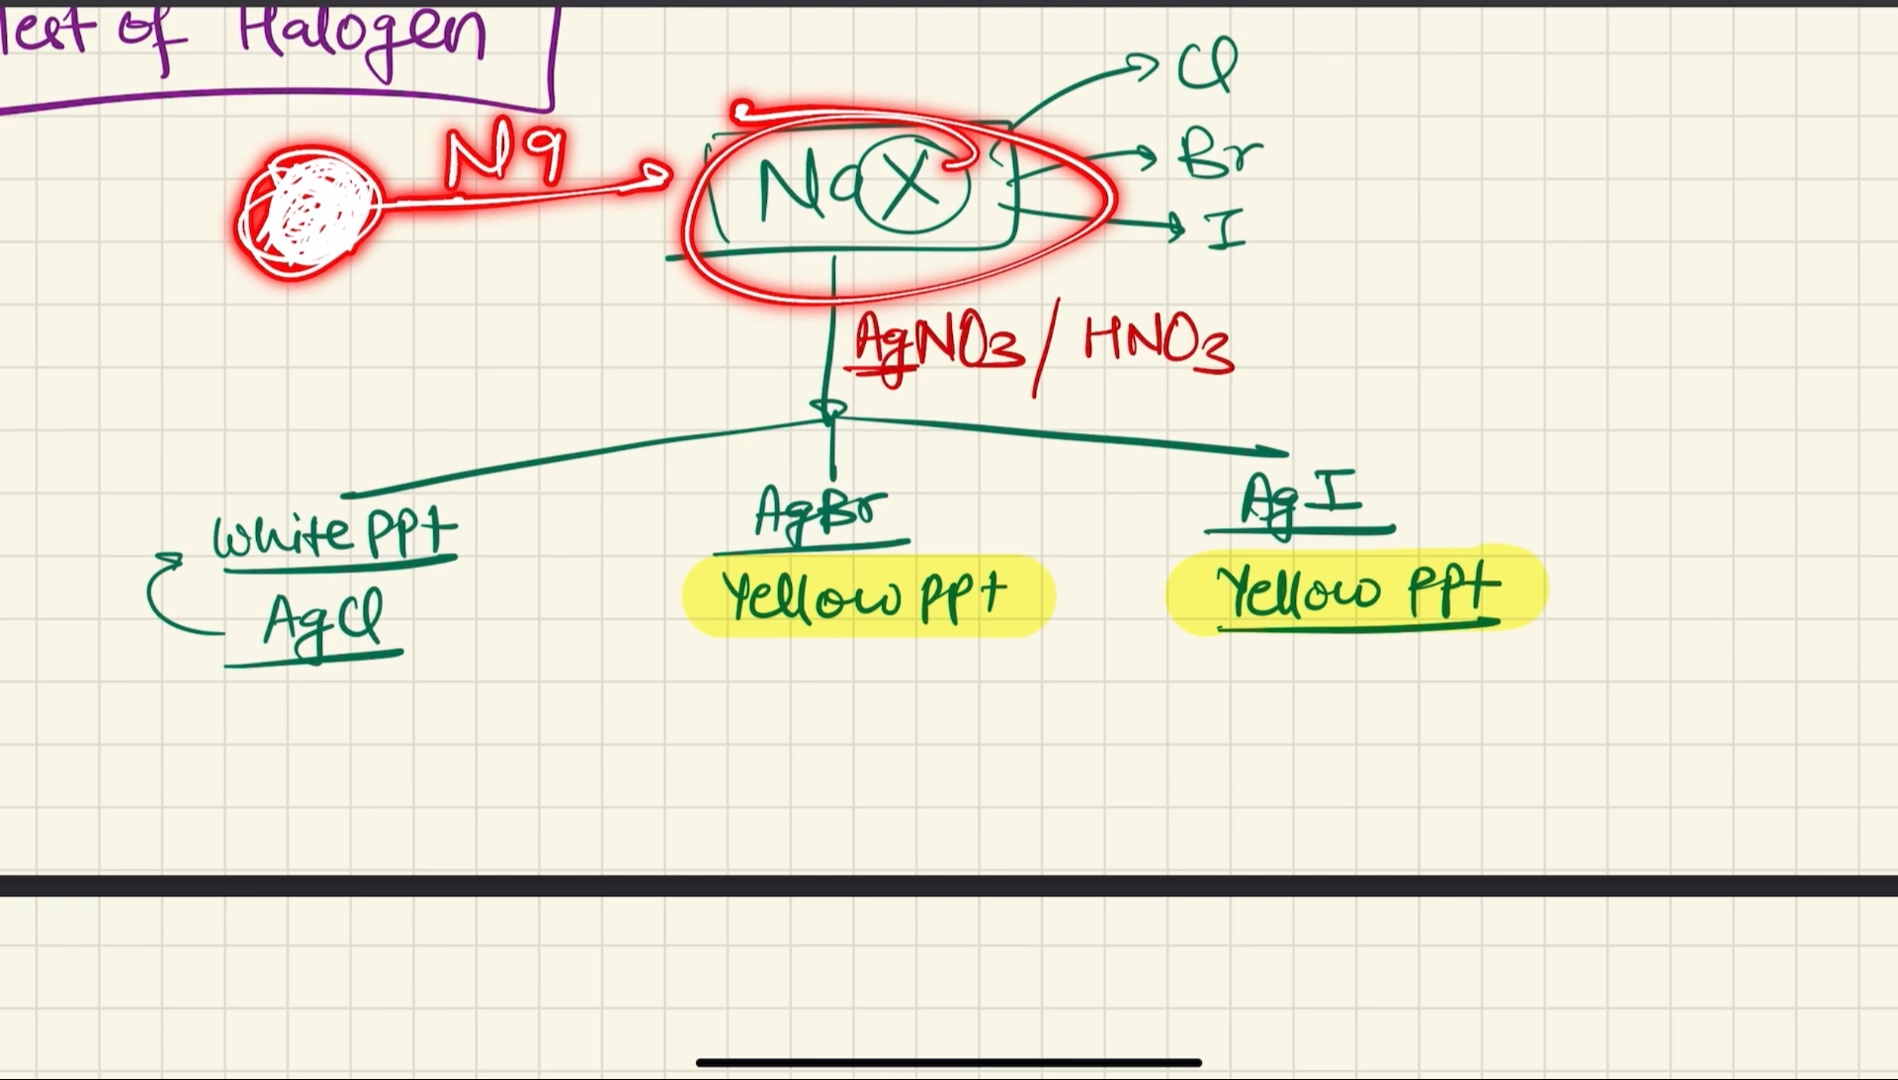 Test of Halogen
Cl
Na
NaX
Br
I
AgNO3 / HNO3
White ppt
AgBr
AgI
Yellow ppt
Yellow ppt
AgCl